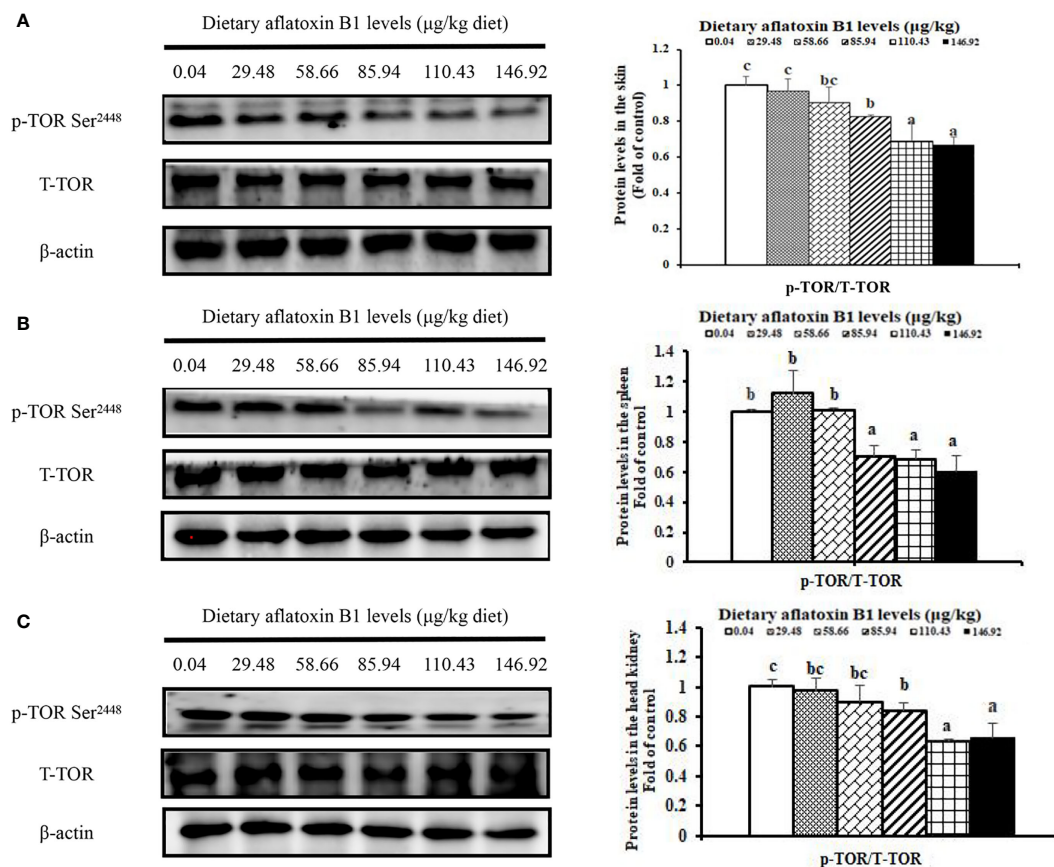 A
Dietary aflatoxin B1 levels (μg/kg diet)
0.04 29.48 58.66 85.94 110.43 146.92
p-TOR Ser2448
T-TOR
β-actin
Dietary aflatoxin B1 levels (μg/kg)
0.04 29.48 58.66 85.94 110.43 146.92
Protein levels in the skin
(Fold of control)
1.2
1
0.8
0.6
0.4
0.2
0
c c bc b a a
p-TOR/T-TOR
B
Dietary aflatoxin B1 levels (μg/kg diet)
0.04 29.48 58.66 85.94 110.43 146.92
p-TOR Ser2448
T-TOR
β-actin
Dietary aflatoxin B1 levels (μg/kg)
0.04 29.48 58.66 85.94 110.43 146.92
Protein levels in the spleen
Fold of control
1.4
1.2
1
0.8
0.6
0.4
0.2
0
b b b a a a
p-TOR/T-TOR
C
Dietary aflatoxin B1 levels (μg/kg diet)
0.04 29.48 58.66 85.94 110.43 146.92
p-TOR Ser2448
T-TOR
β-actin
Dietary aflatoxin B1 levels (μg/kg)
0.04 29.48 58.66 85.94 110.43 146.92
Protein levels in the head kidney
Fold of control
1.4
1.2
1
0.8
0.6
0.4
0.2
0
c bc bc b a a
p-TOR/T-TOR